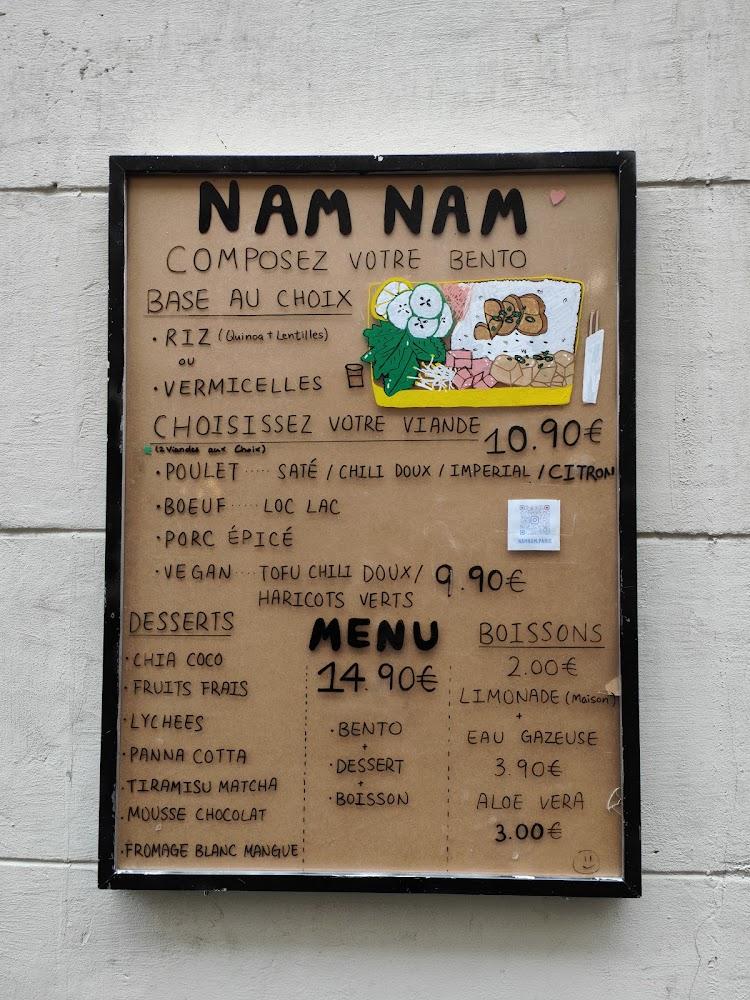 NAM NAM
COMPOSEZ VOTRE BENTO
BASE AU CHOIX
· RIZ (Quinoa + Lentilles)
ou
· VERMICELLES
CHOISISSEZ VOTRE VIANDE 10.90€
(2 Viandes aux Choix)
· POULET ····· SATÉ / CHILI DOUX / IMPERIAL / CITRON
· BOEUF ····· LOC LAC
· PORC ÉPICÉ
· VEGAN ···· TOFU CHILI DOUX/ 9.90€
HARICOTS VERTS
DESSERTS
· CHIA COCO
· FRUITS FRAIS
· LYCHEES
· PANNA COTTA
· TIRAMISU MATCHA
· MOUSSE CHOCOLAT
· FROMAGE BLANC MANGUE
MENU
14.90€
· BENTO
+
· DESSERT
+
· BOISSON
BOISSONS
2.00€
LIMONADE (Maison)
+
EAU GAZEUSE
3.90€
ALOE VERA
3.00€
NAMNAM.PARIS